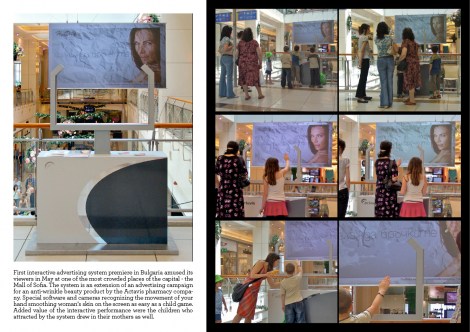 First interactive advertising system premiere in Bulgaria amused its
viewers in May at one of the most crowded places of the capital - the
Mall of Sofia. The system is an extension of an advertising campaign
for an anti-wrinkle beauty product by the Actavis pharmacy compa-
ny. Special software and cameras recognizing the movement of your
hand smoothing woman's skin on the screen as easy as a child game.
Added value of the interactive performance were the children who
attracted by the system drew in their mothers as well.